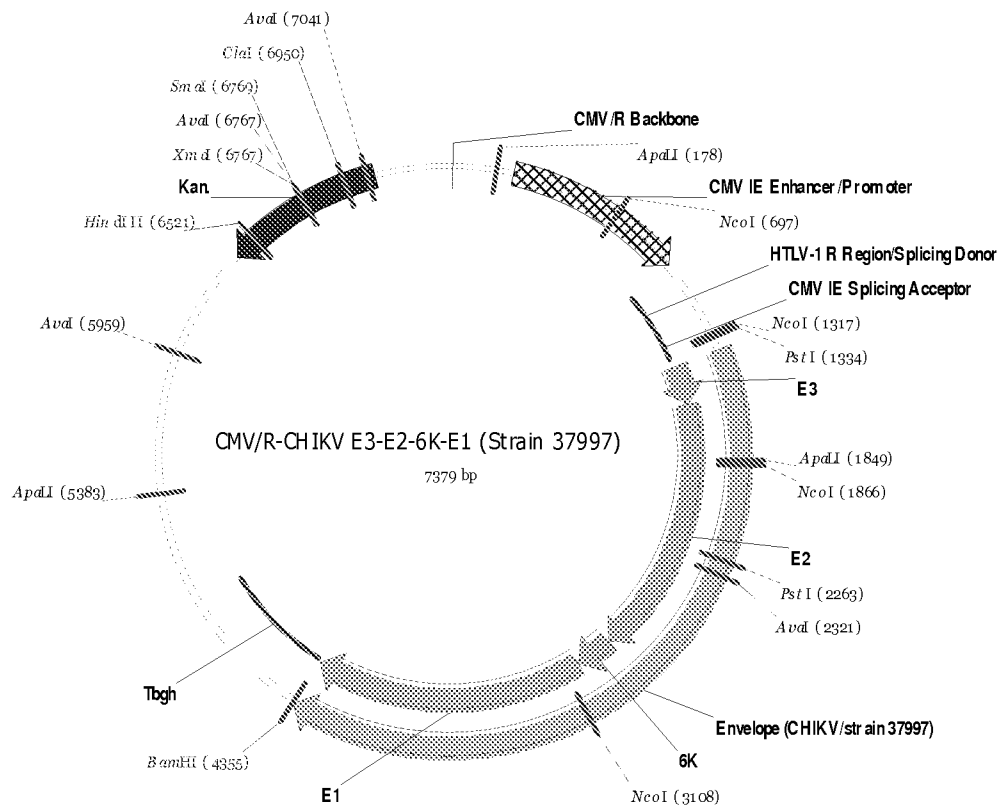 AvaI (7041)
ClaI (6950)
SmaI (6769)
AvaI (6767)
XmaI (6767)
Kan.
HindIII (6521)
AvaI (5959)
ApaLI (5383)
CMV/R Backbone
ApaLI (178)
CMV IE Enhancer/Promoter
NcoI (697)
HTLV-1 R Region/Splicing Donor
CMV IE Splicing Acceptor
NcoI (1317)
PstI (1334)
E3
CMV/R-CHIKV E3-E2-6K-E1 (Strain 37997)
7379 bp
ApaLI (1849)
NcoI (1866)
E2
PstI (2263)
AvaI (2321)
Tbgh
Envelope (CHIKV/strain 37997)
6K
BamHI (4355)
E1
NcoI (3108)